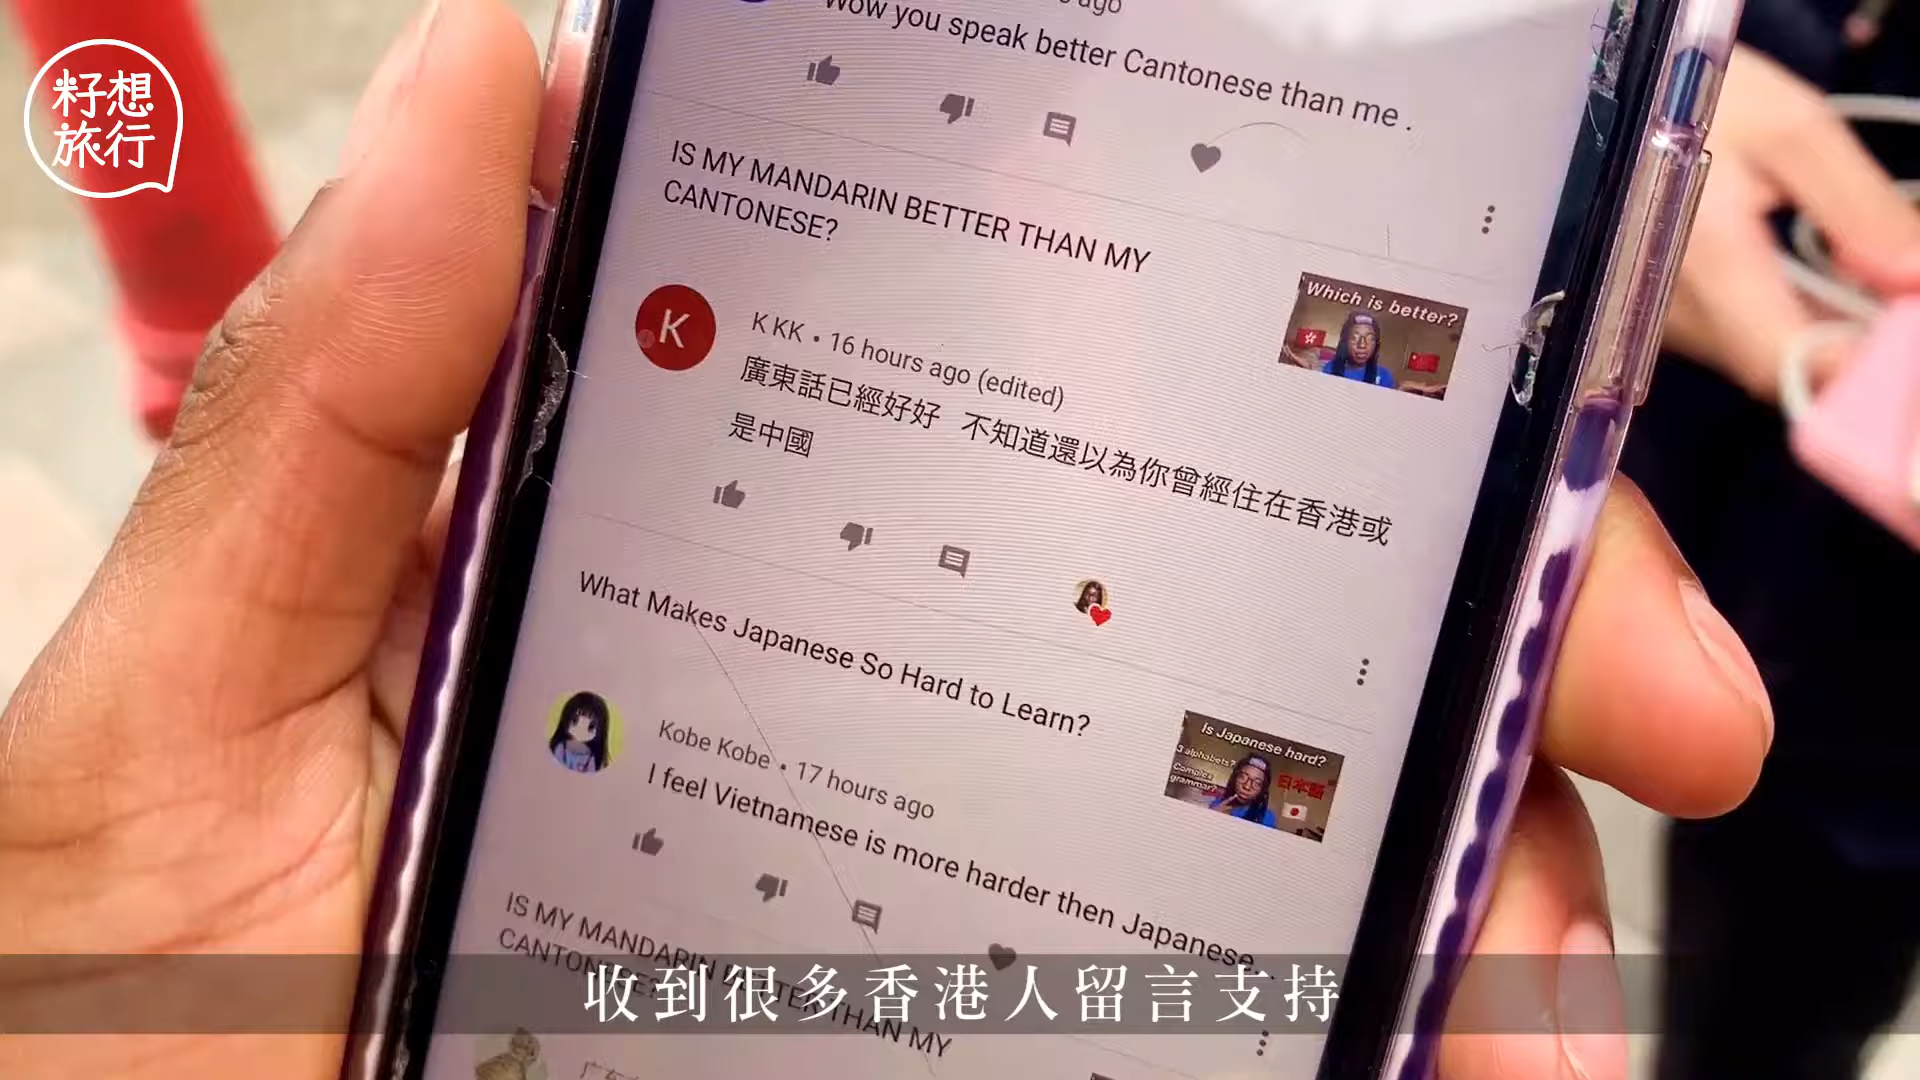 籽想
旅行
ago
Wow you speak better Cantonese than me .
IS MY MANDARIN BETTER THAN MY
CANTONESE?
Which is better?
K
K KK • 16 hours ago (edited)
廣東話已經好好 不知道還以為你曾經住在香港或
是中國
What Makes Japanese So Hard to Learn?
Is Japanese hard?
3 alphabets?
Complex
grammar?
日本語
Kobe Kobe • 17 hours ago
I feel Vietnamese is more harder then Japanese...
IS MY MANDARIN BETTER THAN MY
CANTONESE?
收到很多香港人留言支持